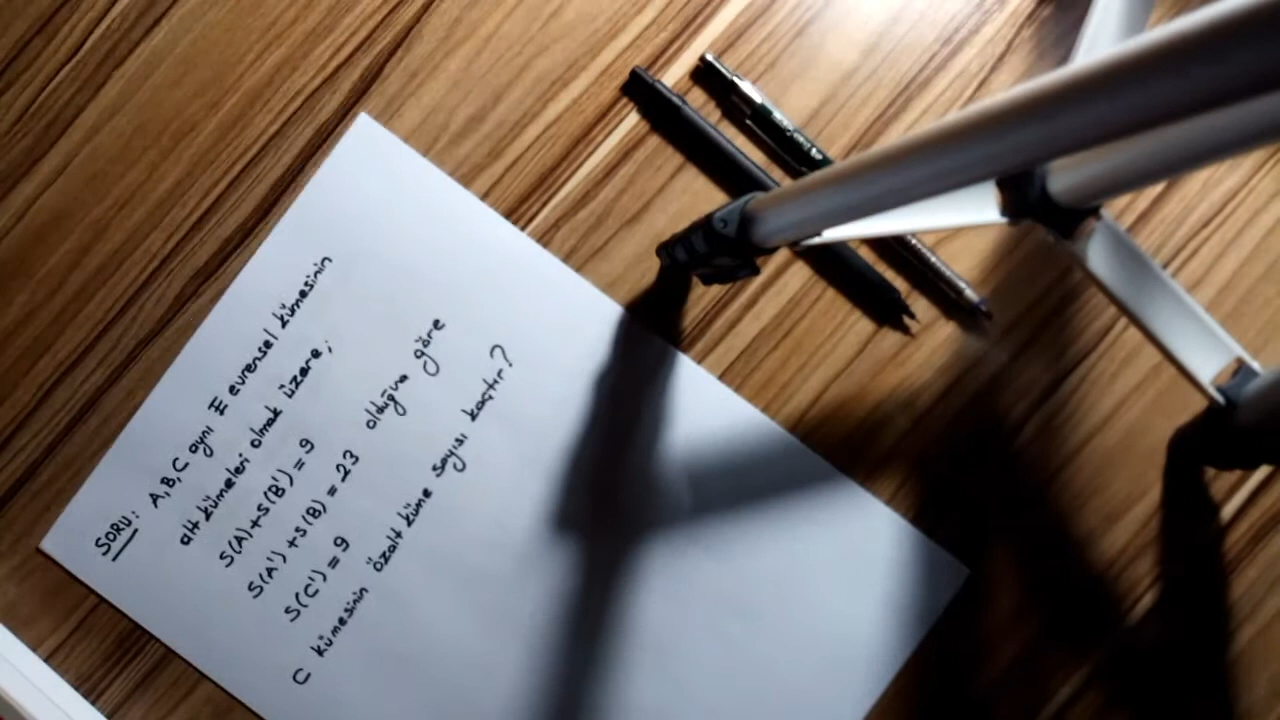 SORU: A,B,C aynı E evrensel kümesinin
alt kümeleri olmak üzere;
S(A)+S(B')=9
S(A')+S(B)=23 olduğuna göre
S(C')=9
C kümesinin özalt küme sayısı kaçtır?